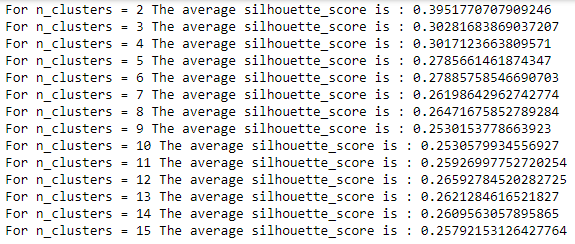 For n_clusters = 2 The average silhouette_score is : 0.3951770707909246
For n_clusters = 3 The average silhouette_score is : 0.30281683869037207
For n_clusters = 4 The average silhouette_score is : 0.3017123663809571
For n_clusters = 5 The average silhouette_score is : 0.2785661461874347
For n_clusters = 6 The average silhouette_score is : 0.27885758546690703
For n_clusters = 7 The average silhouette_score is : 0.26198642962742774
For n_clusters = 8 The average silhouette_score is : 0.26471675852789284
For n_clusters = 9 The average silhouette_score is : 0.2530153778663923
For n_clusters = 10 The average silhouette_score is : 0.2530579934556927
For n_clusters = 11 The average silhouette_score is : 0.25926997752720254
For n_clusters = 12 The average silhouette_score is : 0.26592784520282725
For n_clusters = 13 The average silhouette_score is : 0.2621284616521827
For n_clusters = 14 The average silhouette_score is : 0.2609563057895865
For n_clusters = 15 The average silhouette_score is : 0.25792153126427764